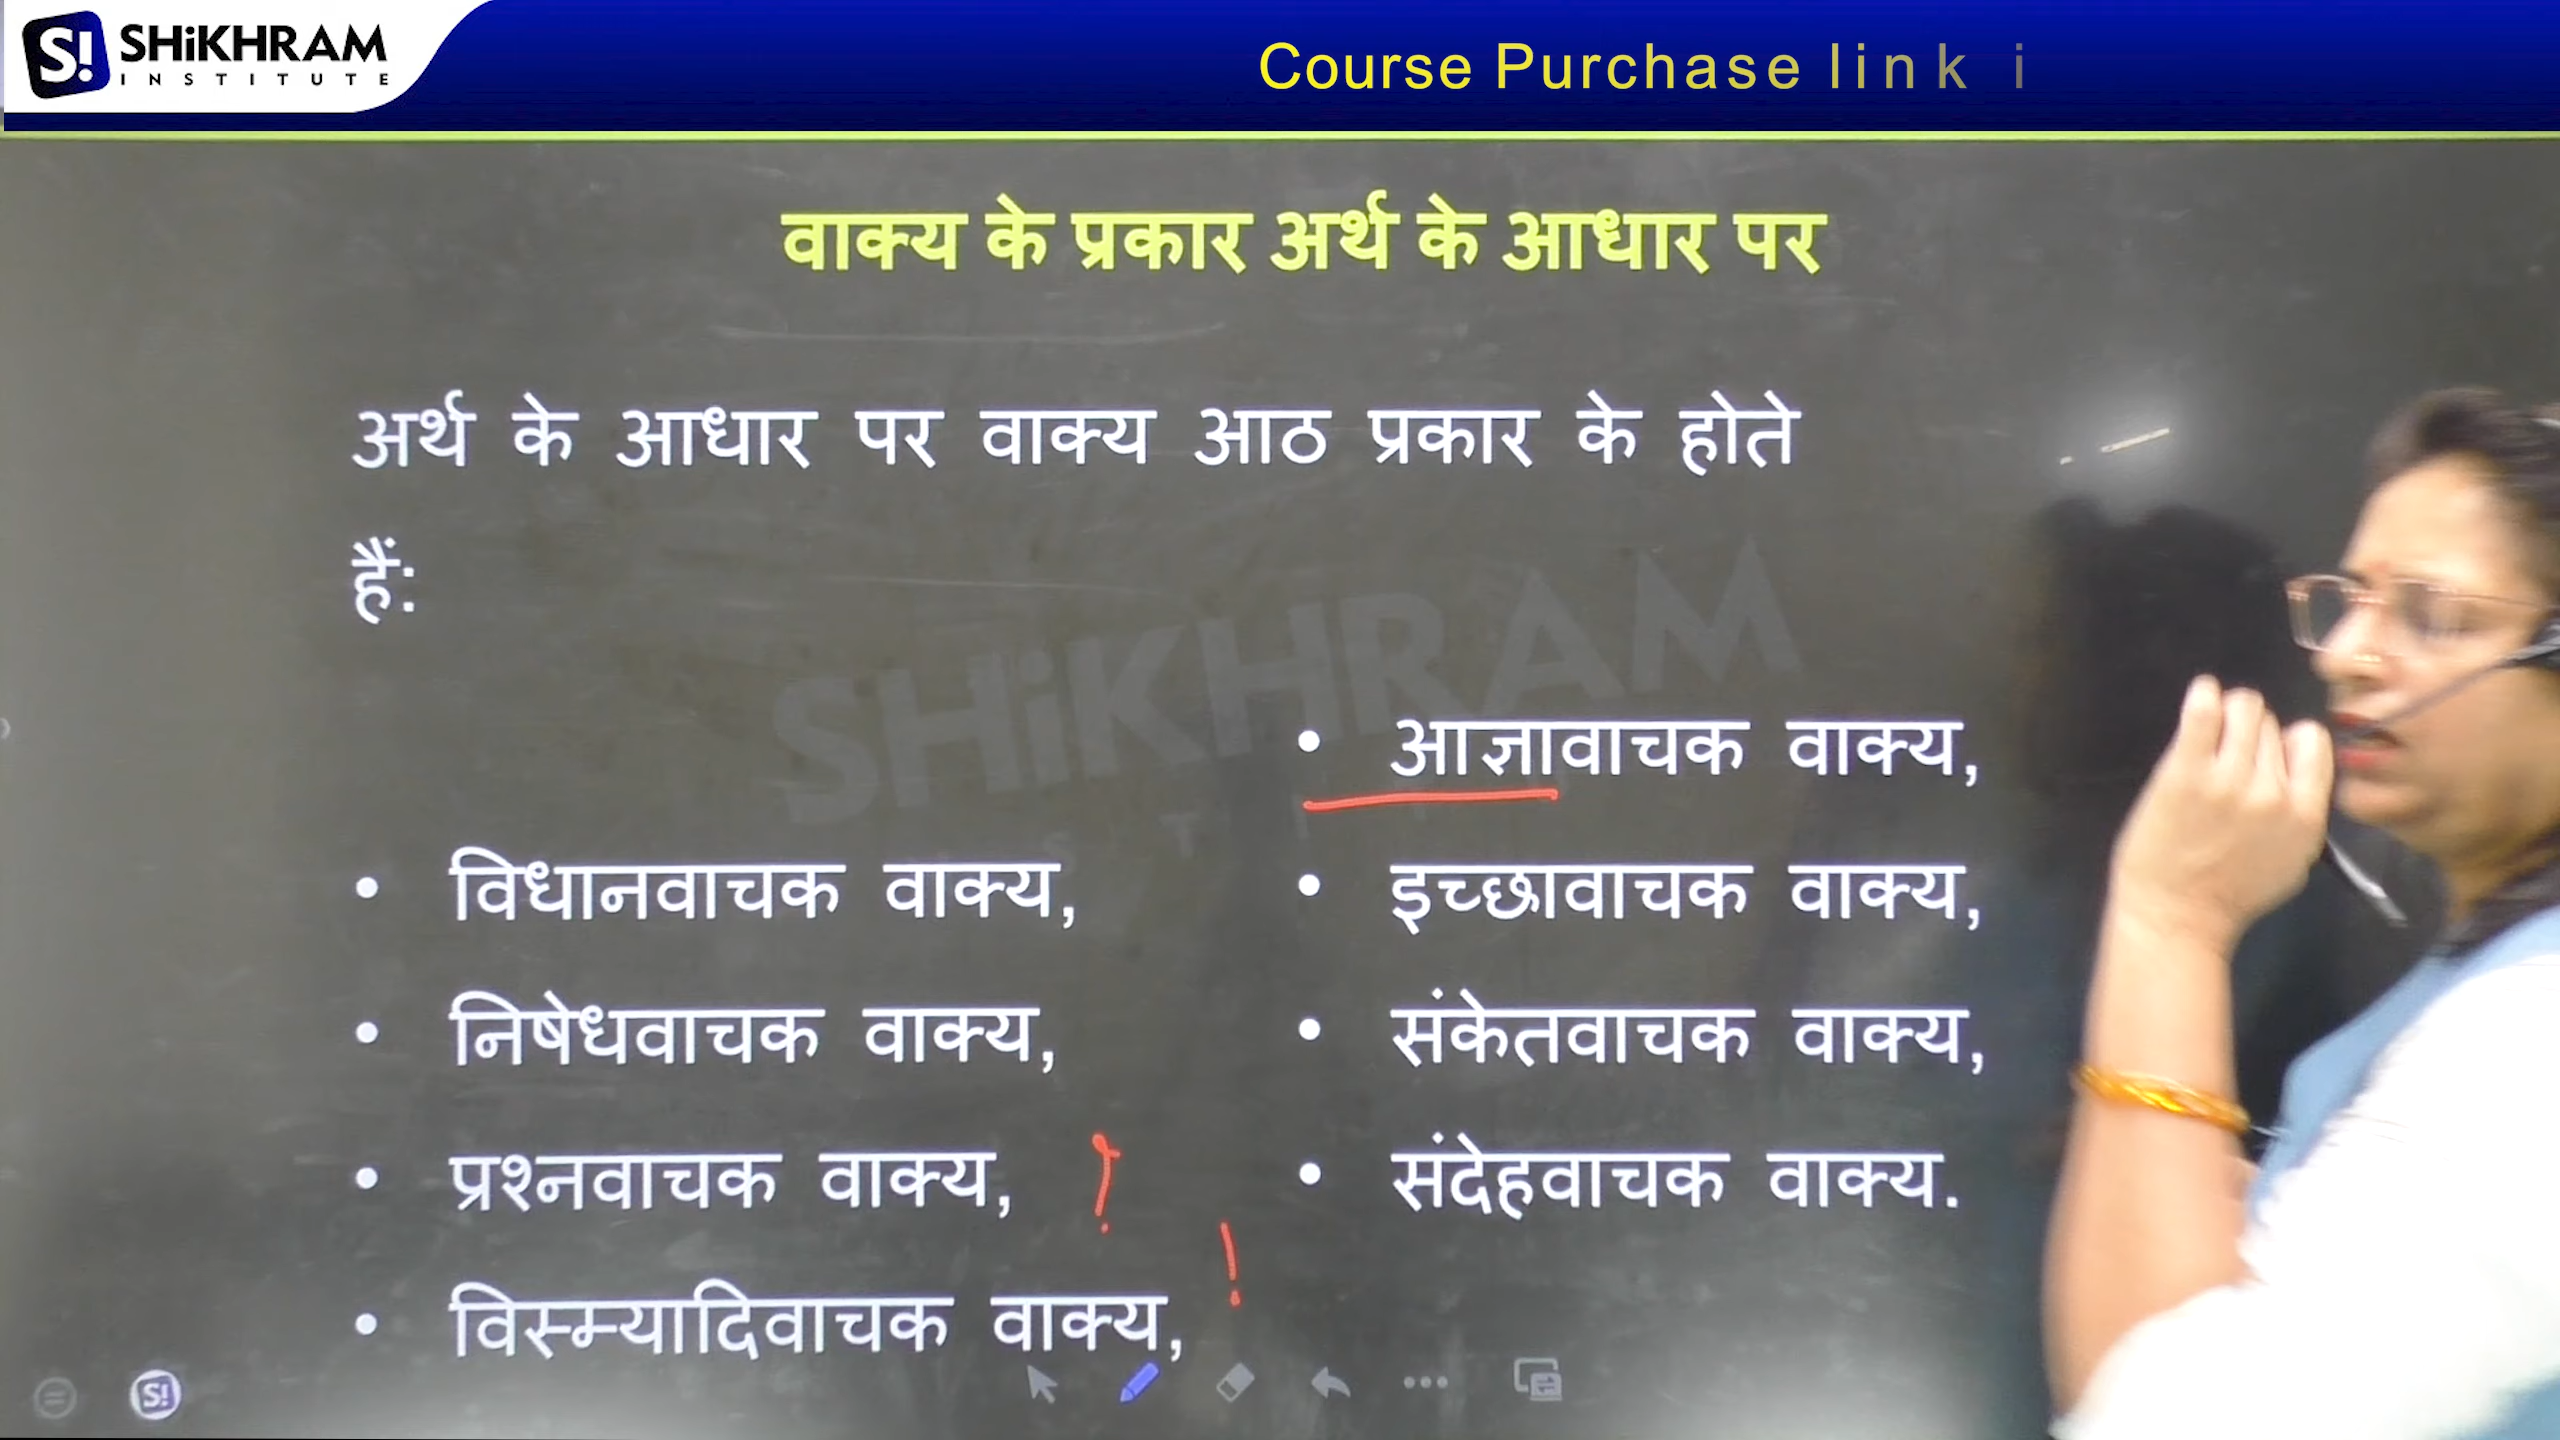 S! SHiKHRAM
INSTITUTE
Course Purchase link i
वाक्य के प्रकार अर्थ के आधार पर
अर्थ के आधार पर वाक्य आठ प्रकार के होते
हैं:
SHiKHRAM
• आज्ञावाचक वाक्य,
• विधानवाचक वाक्य,
• इच्छावाचक वाक्य,
• निषेधवाचक वाक्य,
• संकेतवाचक वाक्य,
• प्रश्नवाचक वाक्य, ?
• संदेहवाचक वाक्य.
• विस्म्यादिवाचक वाक्य, !
S!